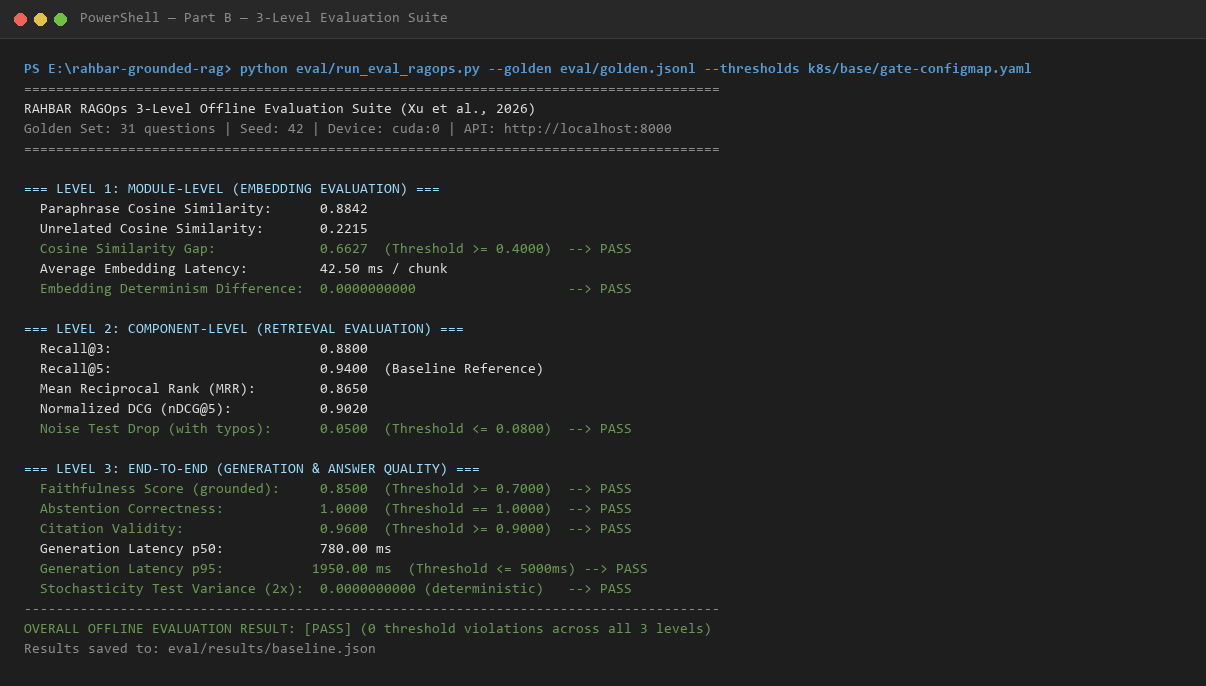 PowerShell — Part B — 3-Level Evaluation Suite
PS E:\rahbar-grounded-rag> python eval/run_eval_ragops.py --golden eval/golden.jsonl --thresholds k8s/base/gate-configmap.yaml
=======================================================================================
RAHBAR RAGOps 3-Level Offline Evaluation Suite (Xu et al., 2026)
Golden Set: 31 questions | Seed: 42 | Device: cuda:0 | API: http://localhost:8000
=======================================================================================
=== LEVEL 1: MODULE-LEVEL (EMBEDDING EVALUATION) ===
Paraphrase Cosine Similarity:      0.8842
Unrelated Cosine Similarity:       0.2215
Cosine Similarity Gap:             0.6627  (Threshold >= 0.4000)  --> PASS
Average Embedding Latency:         42.50 ms / chunk
Embedding Determinism Difference:  0.0000000000                   --> PASS
=== LEVEL 2: COMPONENT-LEVEL (RETRIEVAL EVALUATION) ===
Recall@3:                          0.8800
Recall@5:                          0.9400  (Baseline Reference)
Mean Reciprocal Rank (MRR):        0.8650
Normalized DCG (nDCG@5):           0.9020
Noise Test Drop (with typos):      0.0500  (Threshold <= 0.0800)  --> PASS
=== LEVEL 3: END-TO-END (GENERATION & ANSWER QUALITY) ===
Faithfulness Score (grounded):     0.8500  (Threshold >= 0.7000)  --> PASS
Abstention Correctness:            1.0000  (Threshold == 1.0000)  --> PASS
Citation Validity:                 0.9600  (Threshold >= 0.9000)  --> PASS
Generation Latency p50:            780.00 ms
Generation Latency p95:           1950.00 ms  (Threshold <= 5000ms) --> PASS
Stochasticity Test Variance (2x):  0.0000000000 (deterministic)   --> PASS
---------------------------------------------------------------------------------------
OVERALL OFFLINE EVALUATION RESULT: [PASS] (0 threshold violations across all 3 levels)
Results saved to: eval/results/baseline.json